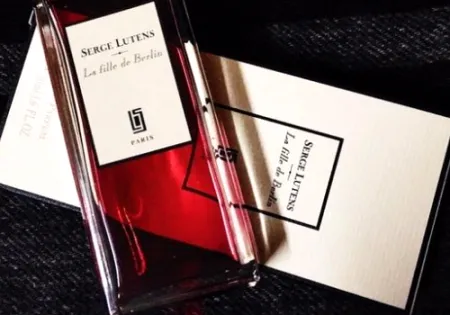 SERGE LUTENS
La fille de Berlin
PARIS
SERGE LUTENS
La fille de Berlin